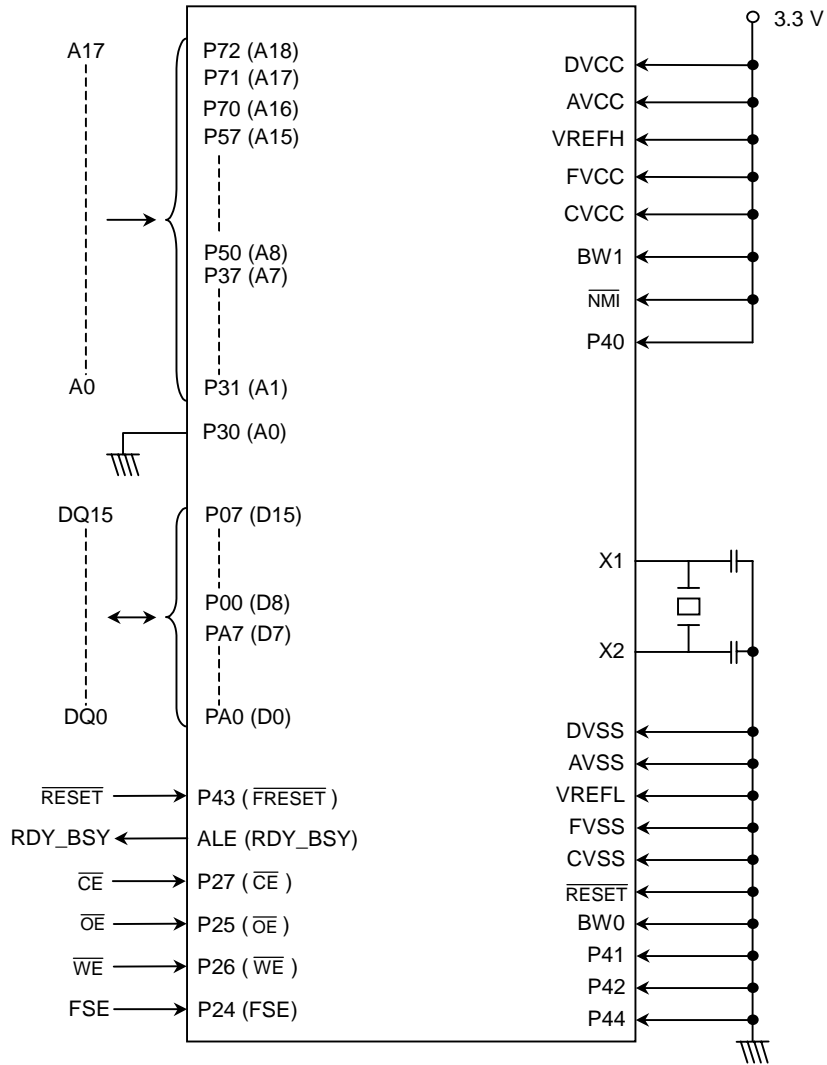 A17
A0
P72 (A18)
P71 (A17)
P70 (A16)
P57 (A15)
P50 (A8)
P37 (A7)
P31 (A1)
P30 (A0)
DQ15
DQ0
P07 (D15)
P00 (D8)
PA7 (D7)
PA0 (D0)
RESET P43 ( FRESET )
RDY_BSY ALE (RDY_BSY)
CE P27 ( CE )
OE P25 ( OE )
WE P26 ( WE )
FSE P24 (FSE)
3.3 V
DVCC
AVCC
VREFH
FVCC
CVCC
BW1
NMI
P40
X1
X2
DVSS
AVSS
VREFL
FVSS
CVSS
RESET
BW0
P41
P42
P44